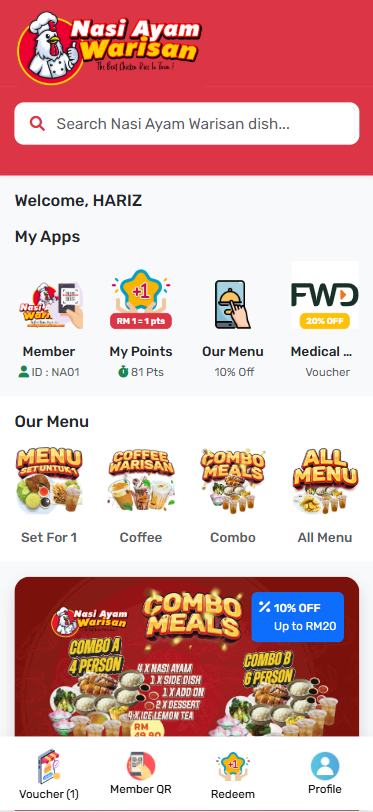 Nasi Ayam
Warisan
The Best Chicken Rice In Town !
Search Nasi Ayam Warisan dish...
Welcome, HARIZ
My Apps
+1
RM 1 = 1 pts
FWD
20% OFF
Member
My Points
Our Menu
Medical ...
ID : NA01
81 Pts
10% Off
Voucher
Our Menu
MENU
SET UNTUK 1
COFFEE
WARISAN
COMBO
MEALS
ALL
MENU
Set For 1
Coffee
Combo
All Menu
Nasi Ayam
Warisan
COMBO
MEALS
10% OFF
Up to RM20
COMBO A
4 PERSON
4 X NASI AYAM
1 X SIDE DISH
1 X ADD ON
2 X DESSERT
4 X ICE LEMON TEA
RM
49.90
COMBO B
6 PERSON
+1
Voucher (1)
Member QR
Redeem
Profile